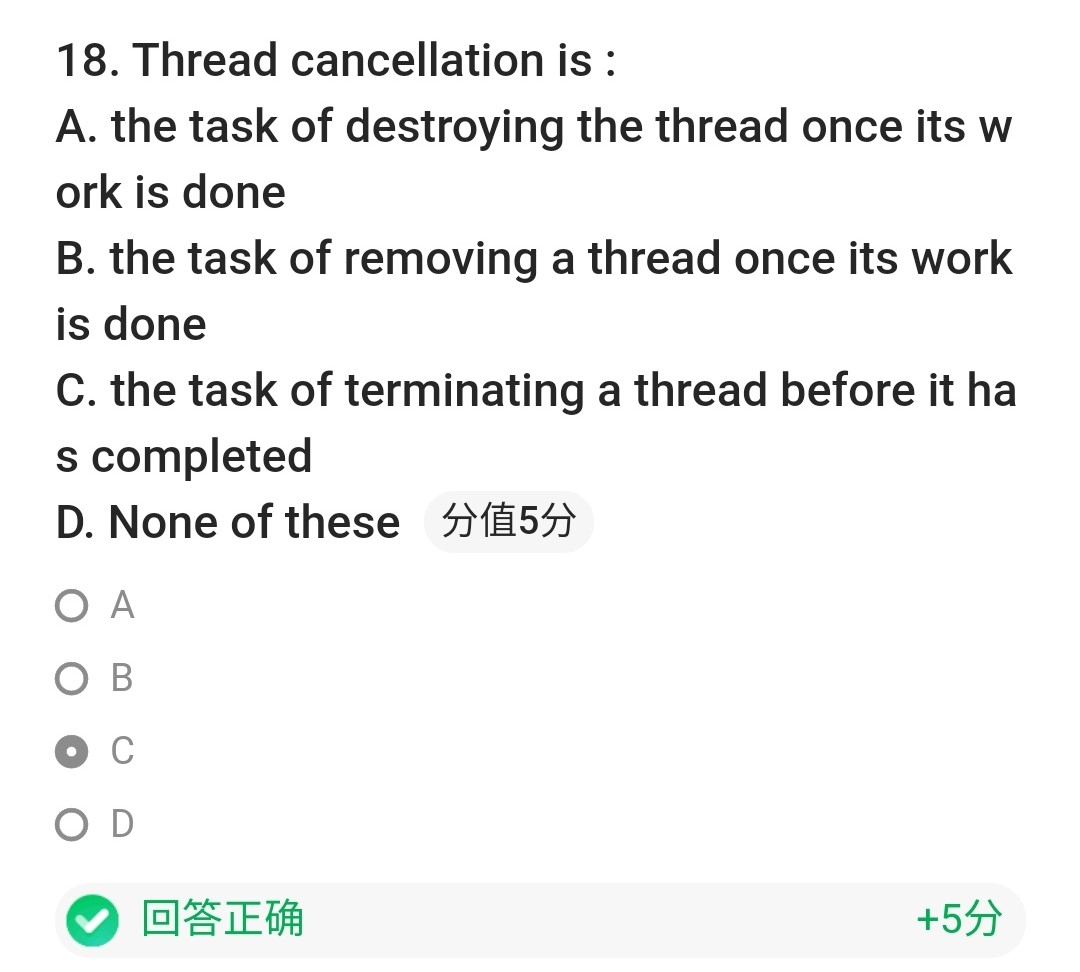 18. Thread cancellation is :
A. the task of destroying the thread once its w
ork is done
B. the task of removing a thread once its work
is done
C. the task of terminating a thread before it ha
s completed
D. None of these 分值5分
A
B
C
D
回答正确 +5分